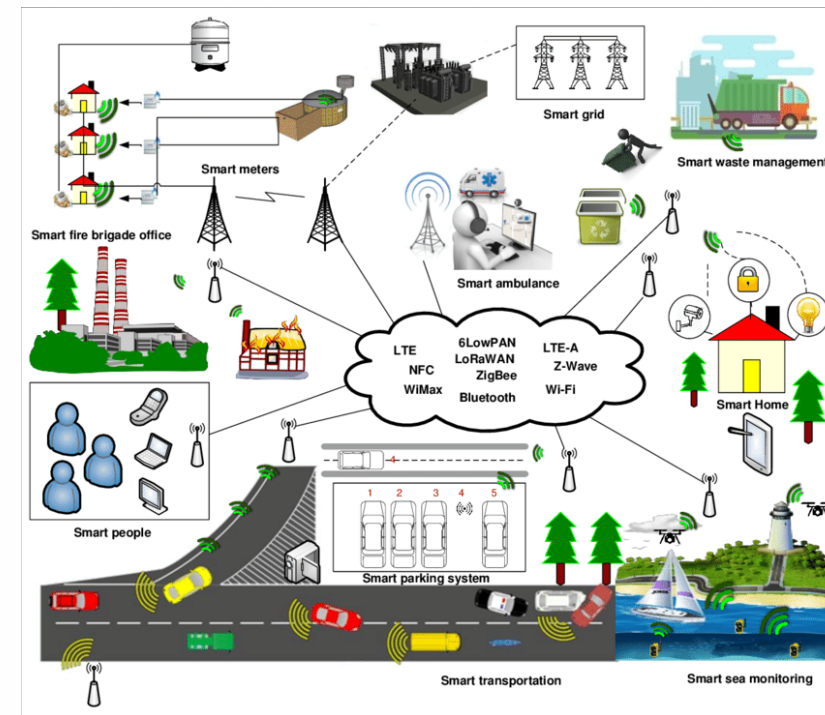 Smart grid
Smart waste management
Smart meters
Smart fire brigade office
Smart ambulance
LTE
6LowPAN
LTE-A
LoRaWAN
NFC
ZigBee
Z-Wave
WiMax
Bluetooth
Wi-Fi
Smart Home
4
1 2 3 4 5
Smart people
Smart parking system
Smart transportation
Smart sea monitoring